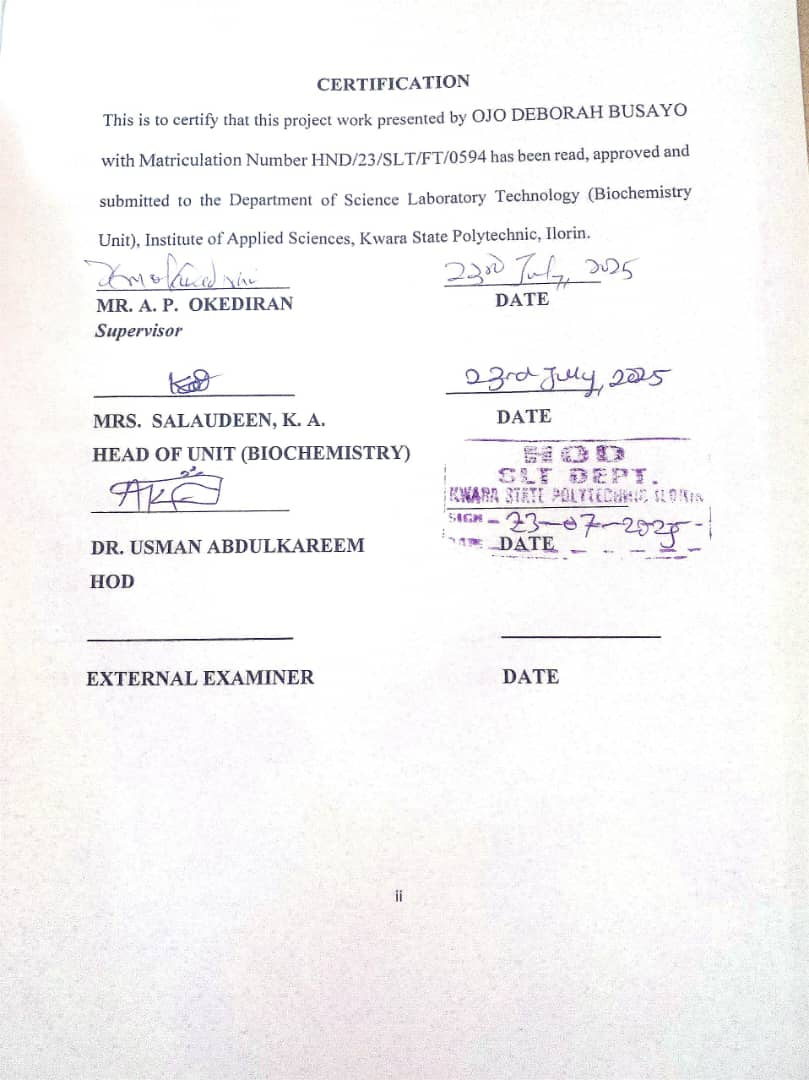 CERTIFICATION
This is to certify that this project work presented by OJO DEBORAH BUSAYO
with Matriculation Number HND/23/SLT/FT/0594 has been read, approved and
submitted to the Department of Science Laboratory Technology (Biochemistry
Unit), Institute of Applied Sciences, Kwara State Polytechnic, Ilorin.
23rd July, 2025
MR. A. P. OKEDIRAN DATE
Supervisor
23rd July, 2025
MRS. SALAUDEEN, K. A. DATE
HEAD OF UNIT (BIOCHEMISTRY)
HOD
SLT DEPT.
KWARA STATE POLYTECHNIC ILORIN
SIGN - 23-07-2025
DR. USMAN ABDULKAREEM DATE
HOD
EXTERNAL EXAMINER DATE
ii